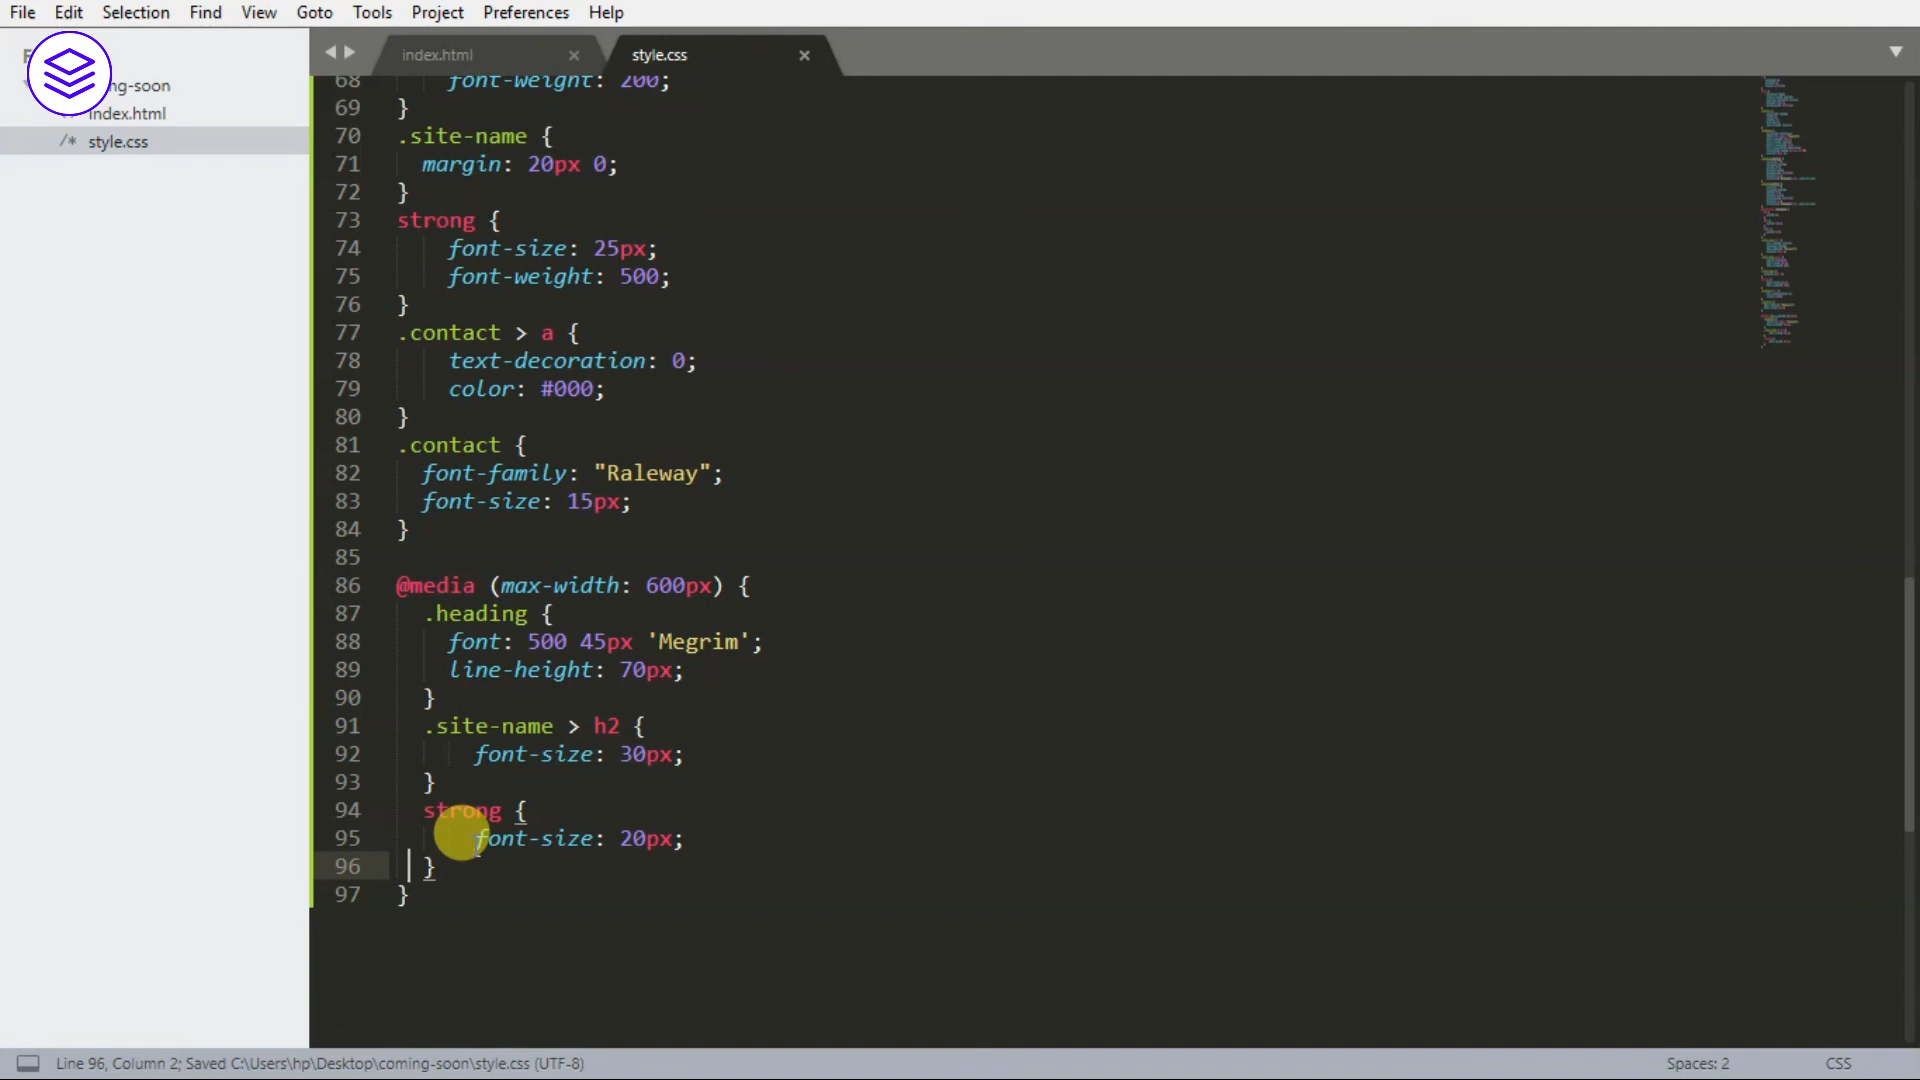 File Edit Selection Find View Goto Tools Project Preferences Help
index.html × style.css ×
ng-soon
index.html
/* style.css
68 font-weight: 200;
69 }
70 .site-name {
71 margin: 20px 0;
72 }
73 strong {
74 font-size: 25px;
75 font-weight: 500;
76 }
77 .contact > a {
78 text-decoration: 0;
79 color: #000;
80 }
81 .contact {
82 font-family: "Raleway";
83 font-size: 15px;
84 }
85
86 @media (max-width: 600px) {
87 .heading {
88 font: 500 45px 'Megrim';
89 line-height: 70px;
90 }
91 .site-name > h2 {
92 font-size: 30px;
93 }
94 strong {
95 font-size: 20px;
96 }
97 }
Line 96, Column 2; Saved C:\Users\hp\Desktop\coming-soon\style.css (UTF-8) Spaces: 2 CSS